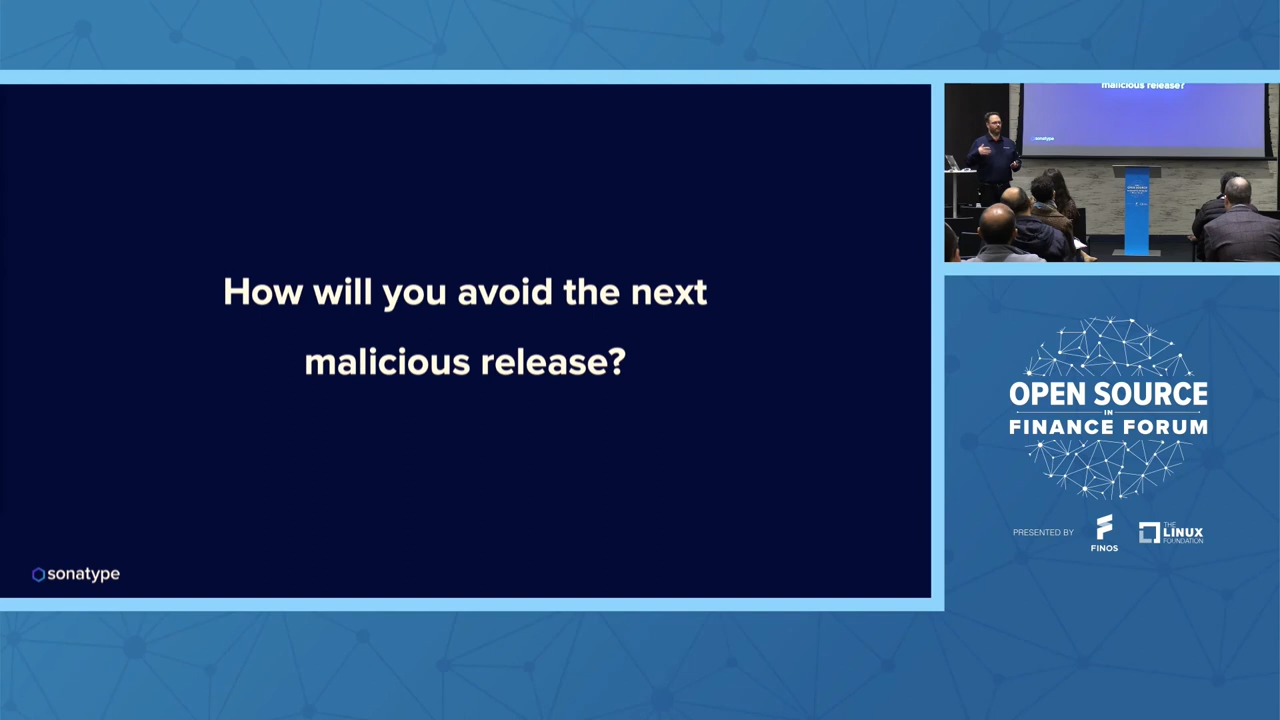 How will you avoid the next
malicious release?
sonatype
malicious release?
sonatype
OPEN SOURCE
IN
FINANCE FORUM
PRESENTED BY
FINOS
THE
LINUX
FOUNDATION